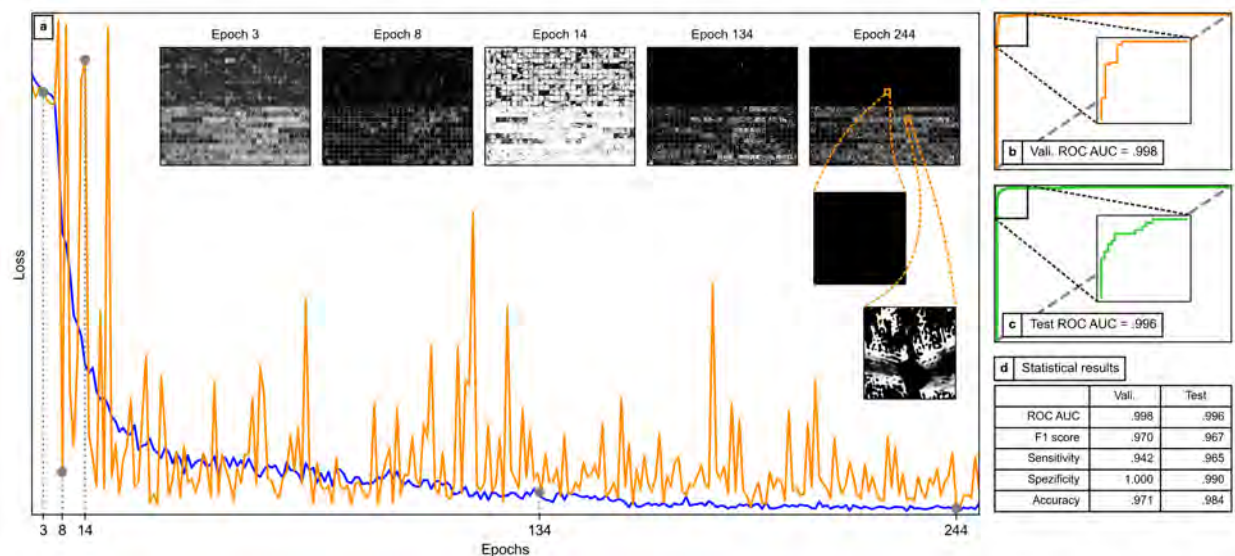 a
Epoch 3
Epoch 8
Epoch 14
Epoch 134
Epoch 244
Loss
3
8
14
134
244
Epochs
b Vali. ROC AUC = .998
c Test ROC AUC = .996
d Statistical results
Vali. Test
ROC AUC .998 .996
F1 score .970 .967
Sensitivity .942 .965
Spezificity 1.000 .990
Accuracy .971 .984